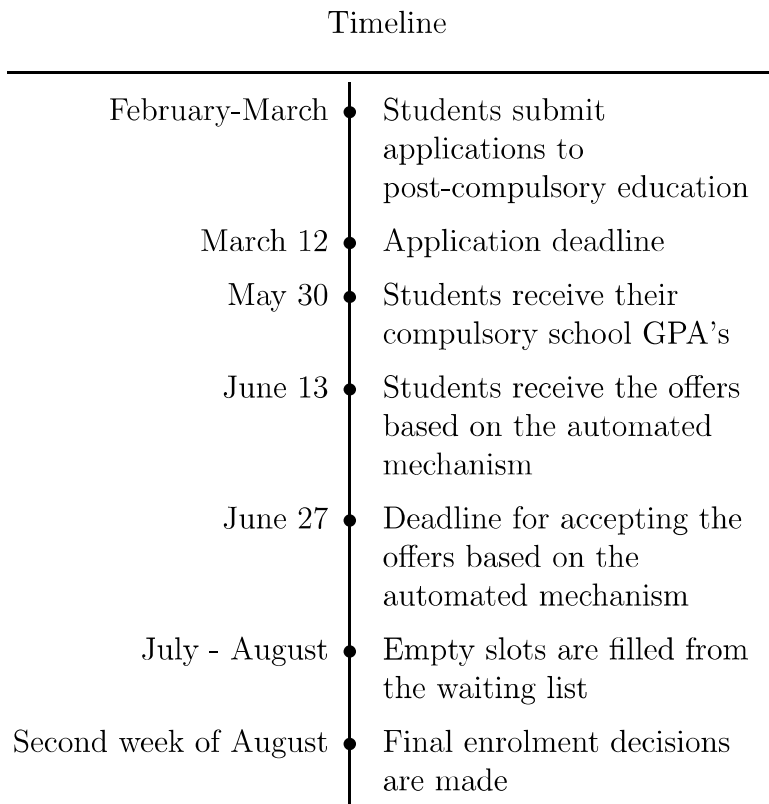 Timeline
February-March
Students submit
applications to
post-compulsory education
March 12
Application deadline
May 30
Students receive their
compulsory school GPA's
June 13
Students receive the offers
based on the automated
mechanism
June 27
Deadline for accepting the
offers based on the
automated mechanism
July - August
Empty slots are filled from
the waiting list
Second week of August
Final enrolment decisions
are made